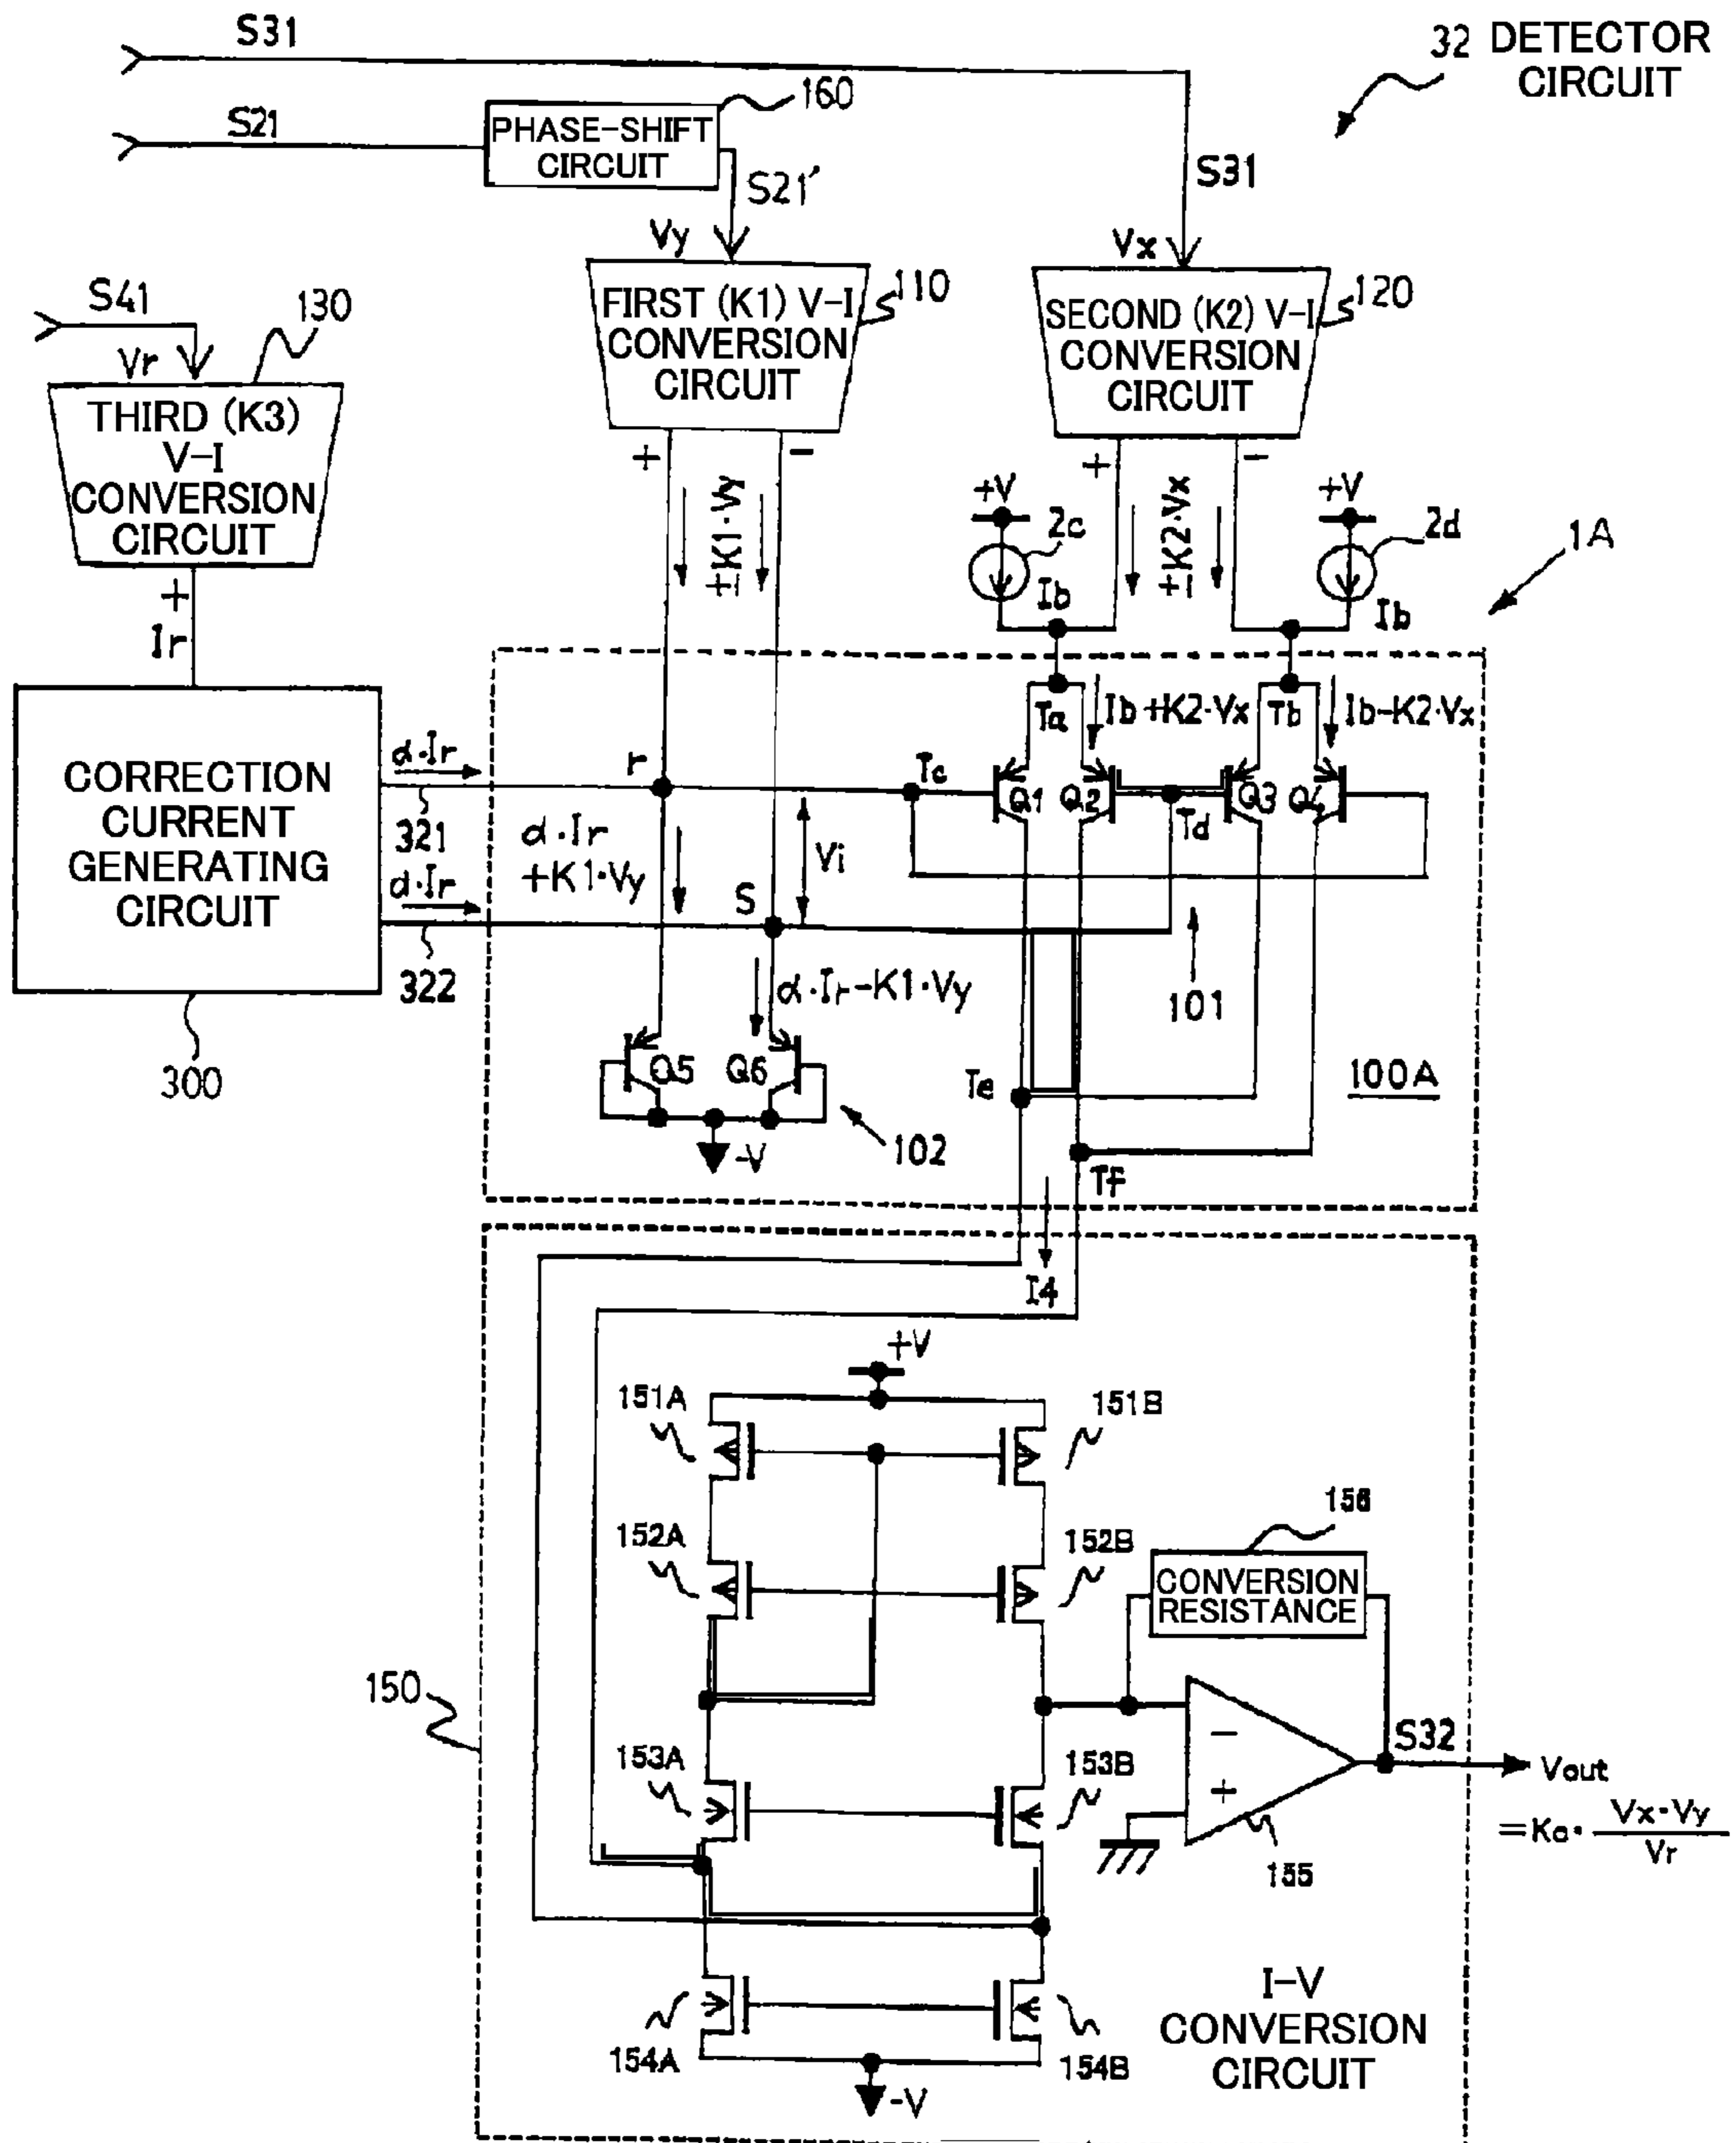 S31
32 DETECTOR
CIRCUIT
S21
160
PHASE-SHIFT
CIRCUIT
S21'
S31
Vy
Vx
S41
130
Vr
FIRST (K1) V-I
CONVERSION
CIRCUIT
110
SECOND (K2) V-I
CONVERSION
CIRCUIT
120
THIRD (K3)
V-I
CONVERSION
CIRCUIT
+
-
+
-
±K1·Vy
±K2·Vx
+V
2c
+V
2d
1A
Ib
Ib
+
Ir
Ta
Ib+K2·Vx
Tb
Ib-K2·Vx
CORRECTION
CURRENT
GENERATING
CIRCUIT
α·Ir
321
r
Tc
Q1
Q2
Td
Q3
Q4
α·Ir
+K1·Vy
Vi
α·Ir
322
S
α·Ir-K1·Vy
101
300
Q5
Q6
Te
100A
-V
102
Tf
I4
+V
151A
151B
156
152A
152B
CONVERSION
RESISTANCE
150
153A
153B
-
+
S32
Vout
=Ka·
Vx·Vy
Vr
155
I-V
CONVERSION
CIRCUIT
154A
154B
-V